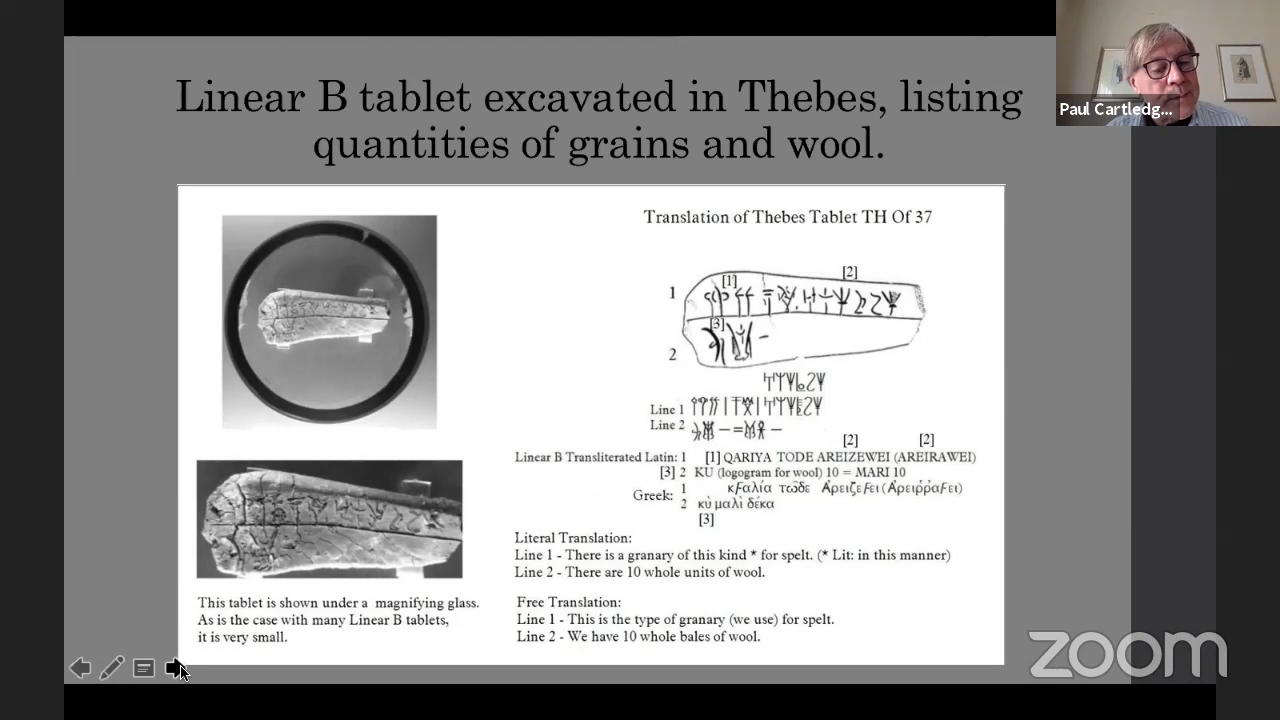 Linear B tablet excavated in Thebes, listing
quantities of grains and wool.
Paul Cartledg...
Translation of Thebes Tablet TH Of 37
[1]
[2]
1
[3]
2
Line 1
Line 2
[2] [2]
Linear B Transliterated Latin: 1 [1] QARIYA TODE AREIZEWEI (AREIRAWEI)
[3] 2 KU (logogram for wool) 10 = MARI 10
Greek: 1 κϝαλία τῶδε Ἀρειζεϝει (Ἀρειῤῥαϝει)
2 κὺ μαλὶ δέκα
[3]
Literal Translation:
Line 1 - There is a granary of this kind * for spelt. (* Lit: in this manner)
Line 2 - There are 10 whole units of wool.
Free Translation:
Line 1 - This is the type of granary (we use) for spelt.
Line 2 - We have 10 whole bales of wool.
This tablet is shown under a magnifying glass.
As is the case with many Linear B tablets,
it is very small.
zoom